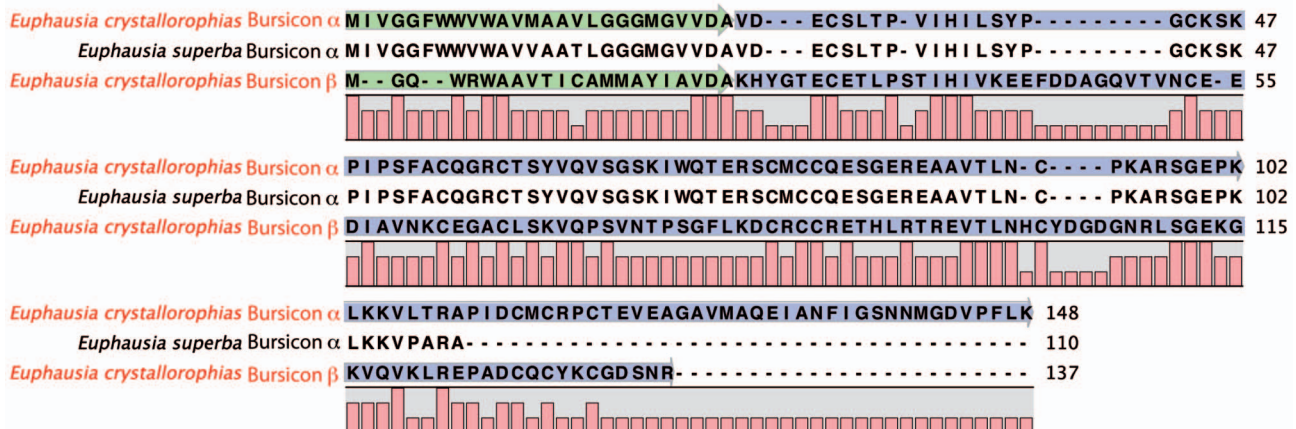 Euphausia crystallorophias Bursicon α MIVGGFWWVWAVMAAVLGGGMGVVDAVD---ECSLTP-VIHILSYP---------GCKSK 47
Euphausia superba Bursicon α MIVGGFWWVWAVVAATLGGGMGVVDAVD---ECSLTP-VIHILSYP---------GCKSK 47
Euphausia crystallorophias Bursicon β M--GQ--WRWAAVTICAMMAYIAVDAKHYGTECETLPSTIHIVKEEFDDAGQVTVNCE-E 55
Euphausia crystallorophias Bursicon α PIPSFACQGRCTSYVQVSGSKIWQTERSCMCCQESGEREAAVTLN-C----PKARSGEPK 102
Euphausia superba Bursicon α PIPSFACQGRCTSYVQVSGSKIWQTERSCMCCQESGEREAAVTLN-C----PKARSGEPK 102
Euphausia crystallorophias Bursicon β DIAVNKCEGACLSKVQPSVNTPSGFLKDCRCCRETHLRTREVTLNHCYDGDGNRLSGEKG 115
Euphausia crystallorophias Bursicon α LKKVLTRAPIDCMCRPCTEVEAGAVMAQEIANFIGSNNMGDVPFLK 148
Euphausia superba Bursicon α LKKVPARA-------------------------------------- 110
Euphausia crystallorophias Bursicon β KVQVKLREPADCQCYKCGDSNR------------------------ 137